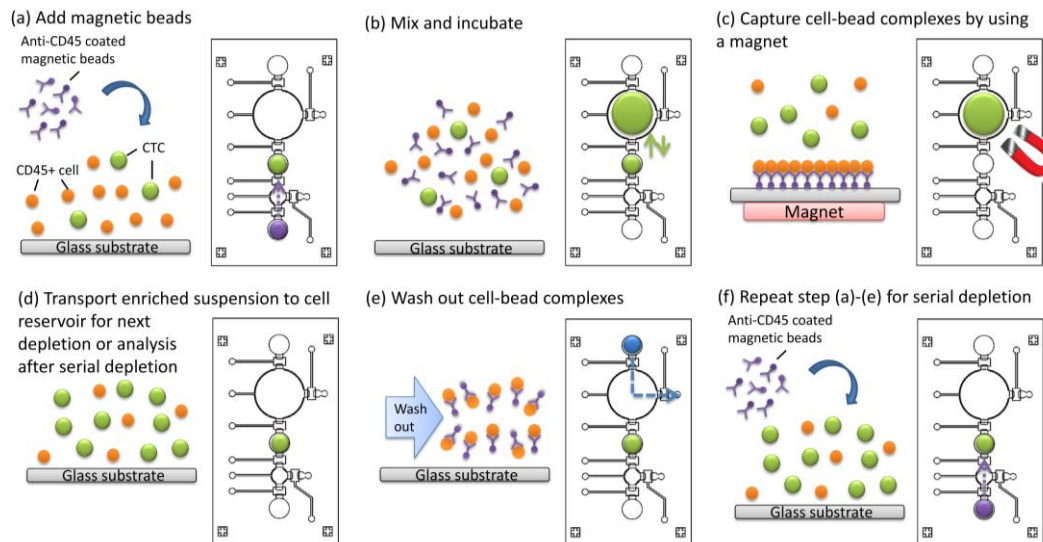 (a) Add magnetic beads
Anti-CD45 coated
magnetic beads
CTC
CD45+ cell
Glass substrate
(b) Mix and incubate
Glass substrate
(c) Capture cell-bead complexes by using
a magnet
Magnet
(d) Transport enriched suspension to cell
reservoir for next
depletion or analysis
after serial depletion
Glass substrate
(e) Wash out cell-bead complexes
Wash
out
Glass substrate
(f) Repeat step (a)-(e) for serial depletion
Anti-CD45 coated
magnetic beads
Glass substrate